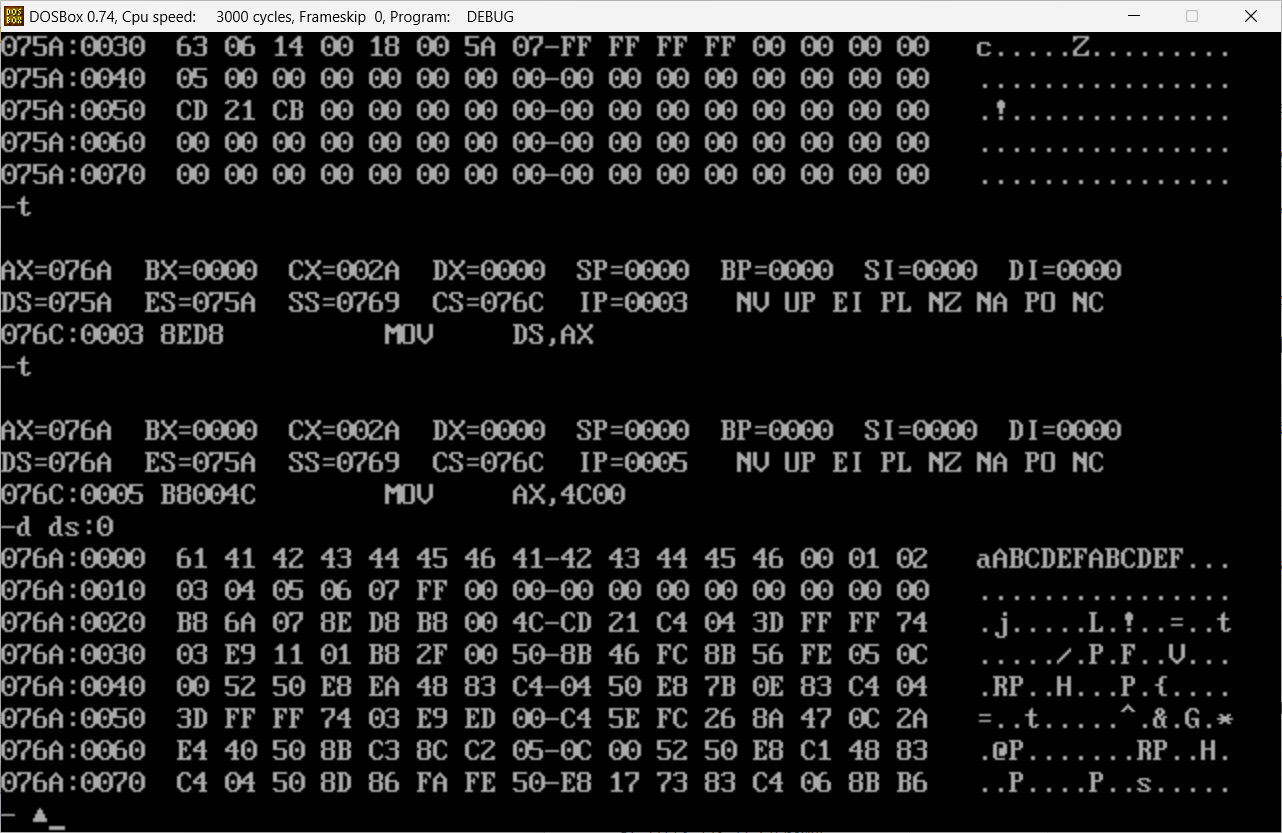 DOSBox 0.74, Cpu speed:     3000 cycles, Frameskip  0, Program:    DEBUG
075A:0030  63 06 14 00 18 00 5A 07-FF FF FF FF 00 00 00 00   c.....Z.........
075A:0040  05 00 00 00 00 00 00 00-00 00 00 00 00 00 00 00   ................
075A:0050  CD 21 CB 00 00 00 00 00-00 00 00 00 00 00 00 00   .!..............
075A:0060  00 00 00 00 00 00 00 00-00 00 00 00 00 00 00 00   ................
075A:0070  00 00 00 00 00 00 00 00-00 00 00 00 00 00 00 00   ................
-t
AX=076A  BX=0000  CX=002A  DX=0000  SP=0000  BP=0000  SI=0000  DI=0000
DS=075A  ES=075A  SS=0769  CS=076C  IP=0003   NV UP EI PL NZ NA PO NC
076C:0003 8ED8          MOV     DS,AX
-t
AX=076A  BX=0000  CX=002A  DX=0000  SP=0000  BP=0000  SI=0000  DI=0000
DS=076A  ES=075A  SS=0769  CS=076C  IP=0005   NV UP EI PL NZ NA PO NC
076C:0005 B8004C          MOV     AX,4C00
-d ds:0
076A:0000  61 41 42 43 44 45 46 41-42 43 44 45 46 00 01 02   aABCDEFABCDEF...
076A:0010  03 04 05 06 07 FF 00 00-00 00 00 00 00 00 00 00   ................
076A:0020  B8 6A 07 8E D8 B8 00 4C-CD 21 C4 04 3D FF FF 74   .j.....L.!..=..t
076A:0030  03 E9 11 01 B8 2F 00 50-8B 46 FC 8B 56 FE 05 0C   ...../.P.F..V...
076A:0040  00 52 50 E8 EA 48 83 C4-04 50 E8 7B 0E 83 C4 04   .RP..H...P.{....
076A:0050  3D FF FF 74 03 E9 ED 00-C4 5E FC 26 8A 47 0C 2A   =..t.....^.&.G.*
076A:0060  E4 40 50 8B C3 8C C2 05-0C 00 52 50 E8 C1 48 83   .@P.......RP..H.
076A:0070  C4 04 50 8D 86 FA FE 50-E8 17 73 83 C4 06 8B B6   ..P....P..s.....
- ▲_